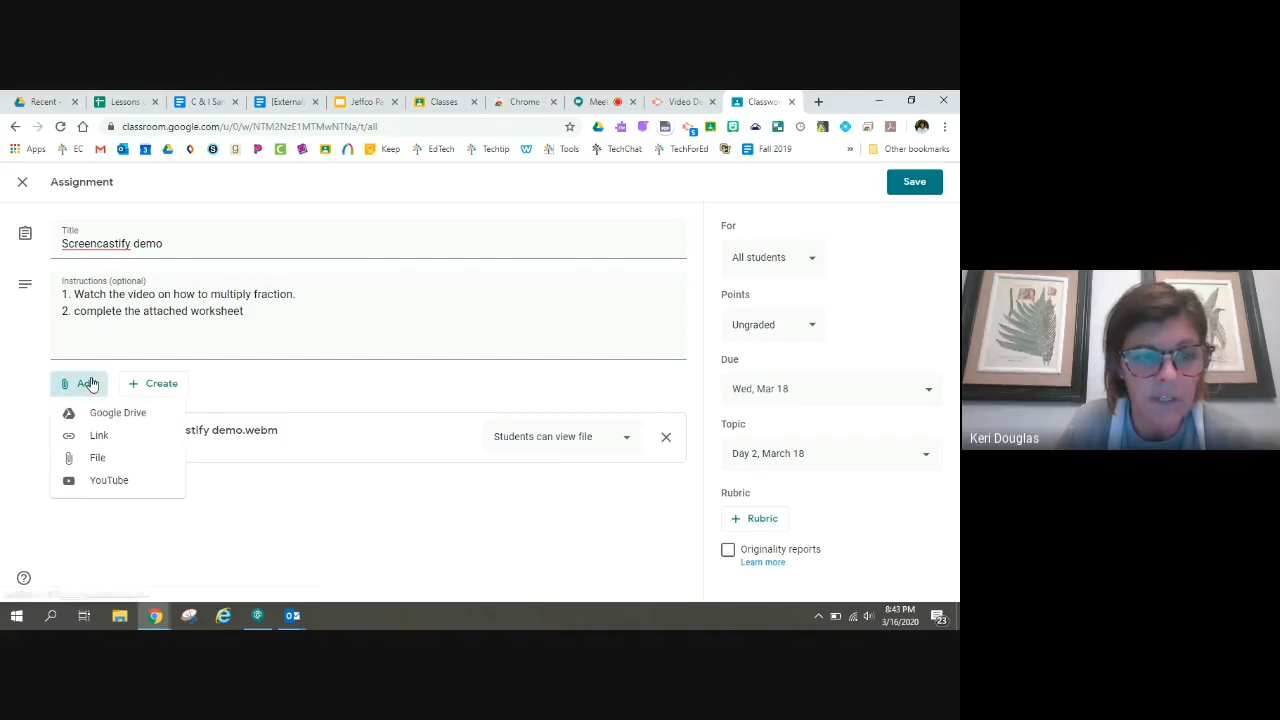 Recent -
Lessons
C & I San
[External
Jeffco Pa
Classes
Chrome
Meet
Video De
Classwor
classroom.google.com/u/0/w/NTM2NzE1MTMwNTNa/t/all
Apps
EC
Keep
EdTech
Techtip
Tools
TechChat
TechForEd
Fall 2019
Other bookmarks
Assignment
Save
Title
Screencastify demo
Instructions (optional)
1. Watch the video on how to multiply fraction.
2. complete the attached worksheet
Create
Google Drive
Link
File
YouTube
stify demo.webm
Students can view file
For
All students
Points
Ungraded
Due
Wed, Mar 18
Topic
Day 2, March 18
Rubric
+ Rubric
Originality reports
Learn more
Keri Douglas
8:43 PM
3/16/2020
23